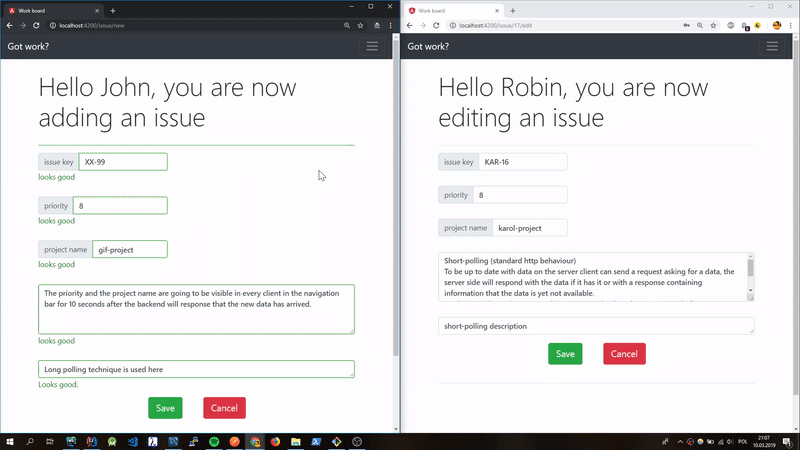 Work board
localhost:4200/issue/new
Got work?
Hello John, you are now
adding an issue
issue key XX-99
looks good
priority 8
looks good
project name gif-project
looks good
The priority and the project name are going to be visible in every client in the navigation
bar for 10 seconds after the backend will response that the new data has arrived.
looks good
Long polling technique is used here
Looks good.
Save Cancel
Work board
localhost:4200/issue/17/edit
Got work?
Hello Robin, you are now
editing an issue
issue key KAR-16
priority 8
project name karol-project
Short-polling (standard http behaviour)
To be up to date with data on the server client can send a request asking for a data, the
server side will respond with the data if it has it or with a response containing
information that the data is yet not available.
short-polling description
Save Cancel
POL
21:07
10.03.2019